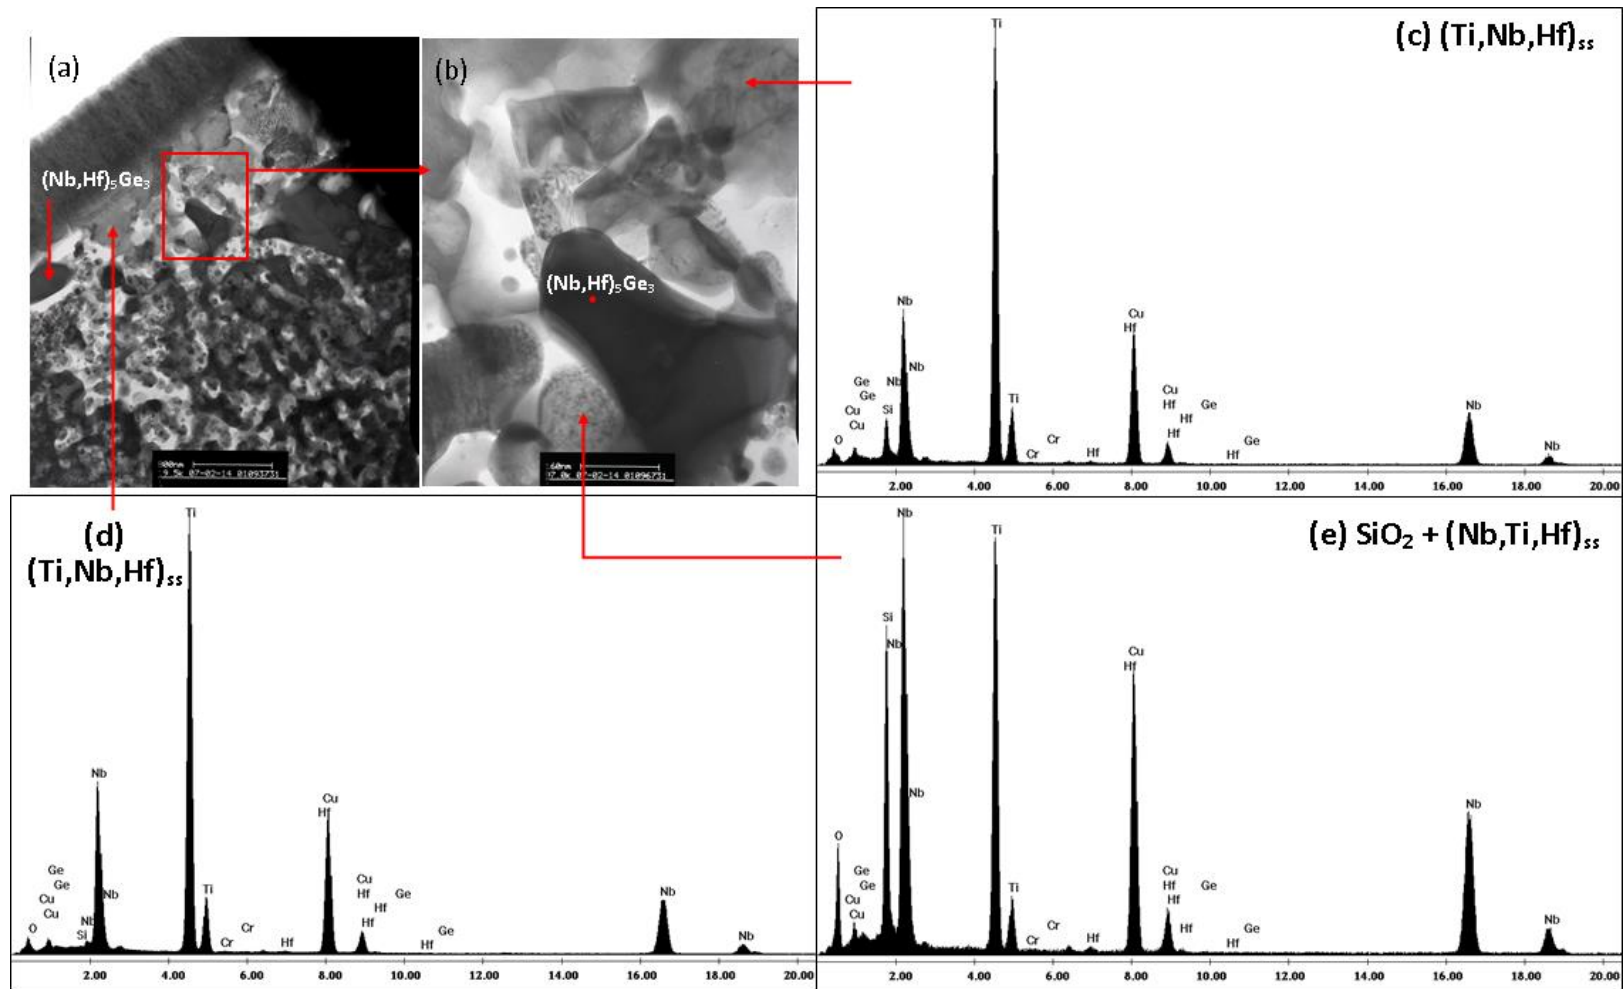 (a)
(Nb,Hf)5Ge3
(b)
(Nb,Hf)5Ge3
(c) (Ti,Nb,Hf)ss
Ti
Nb
Nb
Cu
Hf
Ge
Ge
Nb
Cu
Cu
Si
O
Ti
Cr
Cr
Hf
Cu
Hf
Hf
Hf
Ge
Hf
Ge
Nb
Nb
2.00 4.00 6.00 8.00 10.00 12.00 14.00 16.00 18.00 20.00
(d)
(Ti,Nb,Hf)ss
Ti
Nb
Cu
Hf
Ge
Ge
Cu
Cu
Nb
Nb
O
Si
Ti
Cr
Cr
Hf
Cu
Hf
Hf
Hf
Ge
Hf
Ge
Nb
Nb
2.00 4.00 6.00 8.00 10.00 12.00 14.00 16.00 18.00 20.00
(e) SiO2 + (Nb,Ti,Hf)ss
Nb
Ti
Si
Nb
Cu
Hf
Nb
O
Ge
Ge
Cu
Cu
Ti
Cr
Cr
Hf
Cu
Hf
Hf
Hf
Ge
Hf
Ge
Nb
Nb
2.00 4.00 6.00 8.00 10.00 12.00 14.00 16.00 18.00 20.00